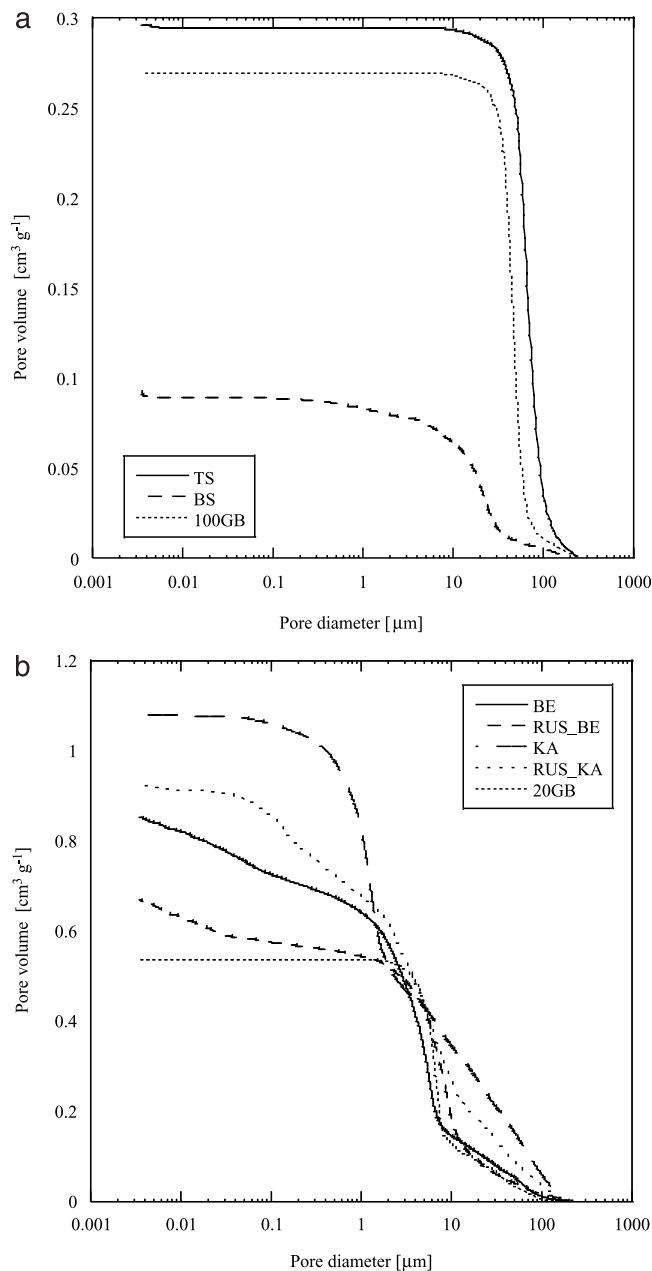 a
0.3
0.25
0.2
0.15
0.1
0.05
0
Pore volume [cm³ g⁻¹]
TS
BS
100GB
0.001 0.01 0.1 1 10 100 1000
Pore diameter [µm]
b
1.2
1
0.8
0.6
0.4
0.2
0
Pore volume [cm³ g⁻¹]
BE
RUS_BE
KA
RUS_KA
20GB
0.001 0.01 0.1 1 10 100 1000
Pore diameter [µm]